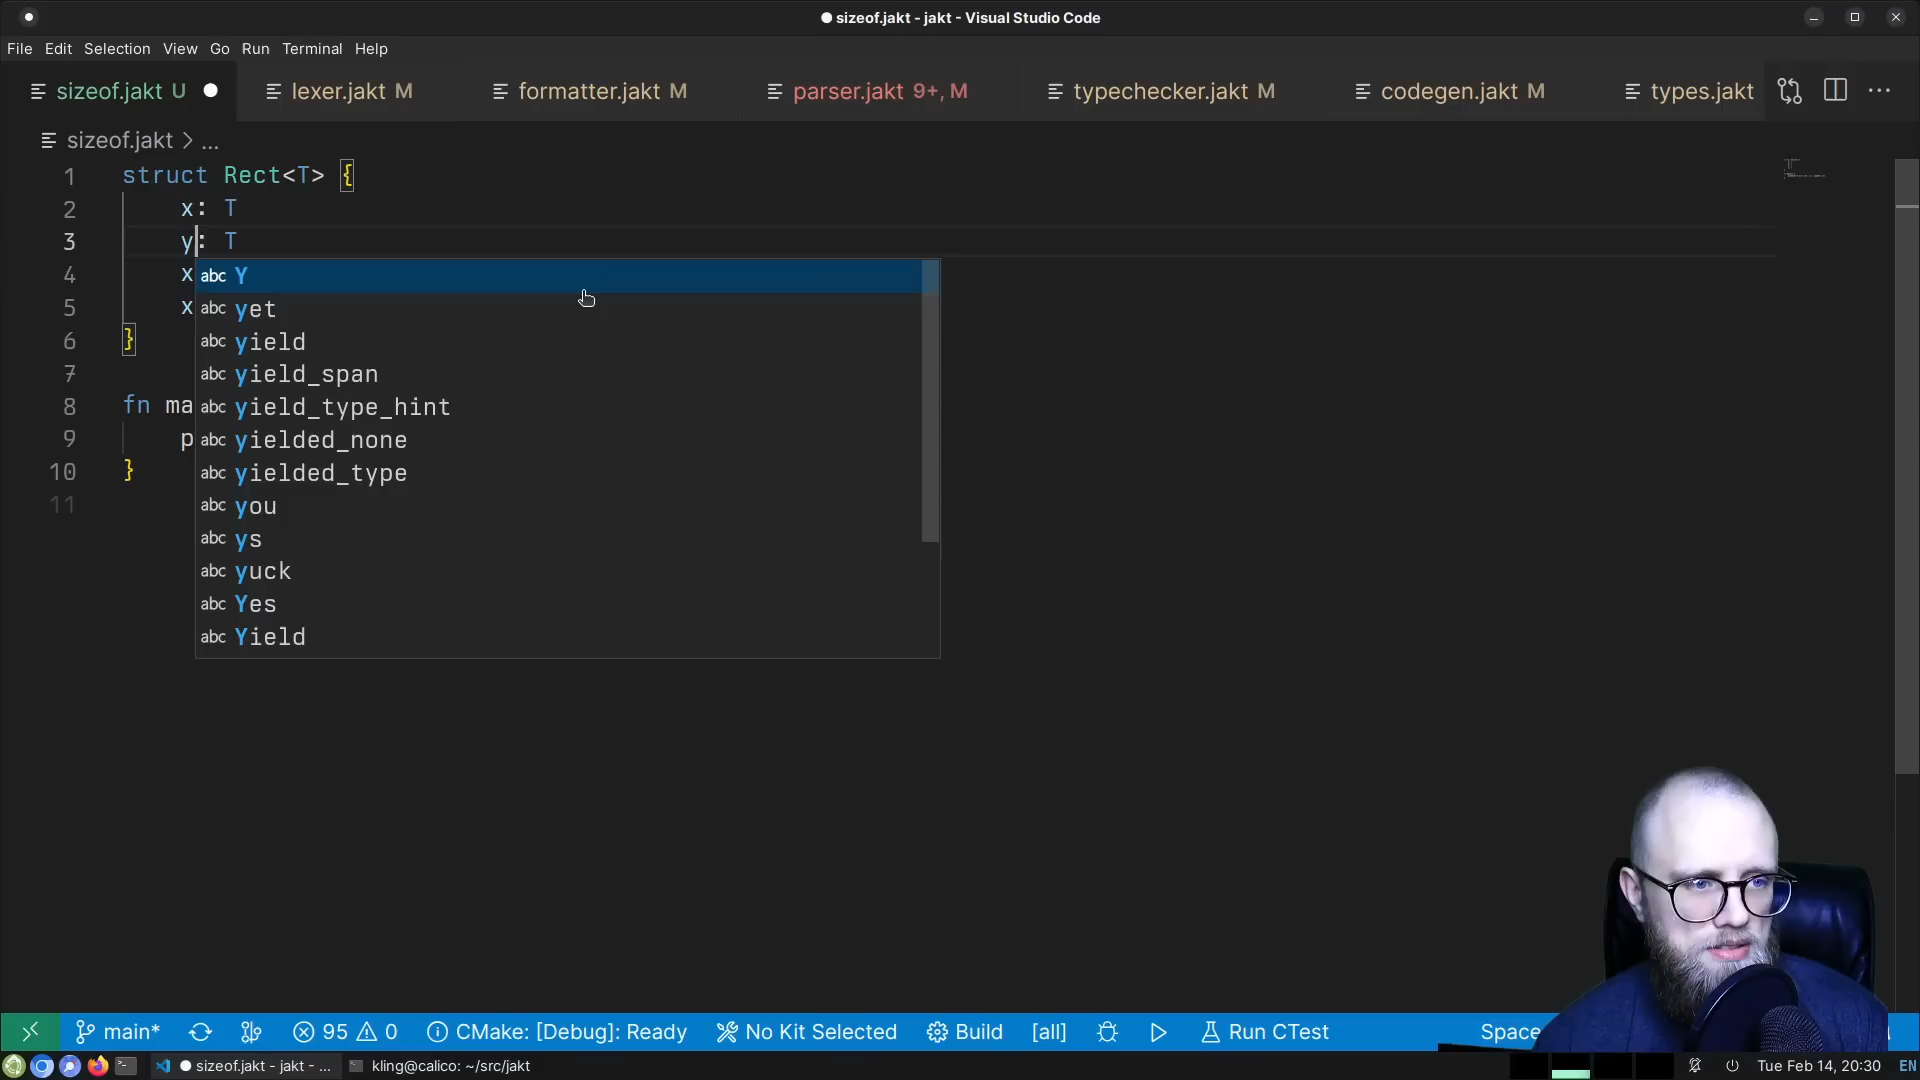 sizeof.jakt - jakt - Visual Studio Code
File Edit Selection View Go Run Terminal Help
sizeof.jakt U lexer.jakt M formatter.jakt M parser.jakt 9+, M typechecker.jakt M codegen.jakt M types.jakt
sizeof.jakt > ...
1 struct Rect<T> {
2 x: T
3 y: T
4 x
5 x
6 }
7
8 fn ma
9 p
10 }
11
abc Y
abc yet
abc yield
abc yield_span
abc yield_type_hint
abc yielded_none
abc yielded_type
abc you
abc ys
abc yuck
abc Yes
abc Yield
main* 95 0 CMake: [Debug]: Ready No Kit Selected Build [all] Run CTest
sizeof.jakt - jakt - ... kling@calico: ~/src/jakt Tue Feb 14, 20:30 EN